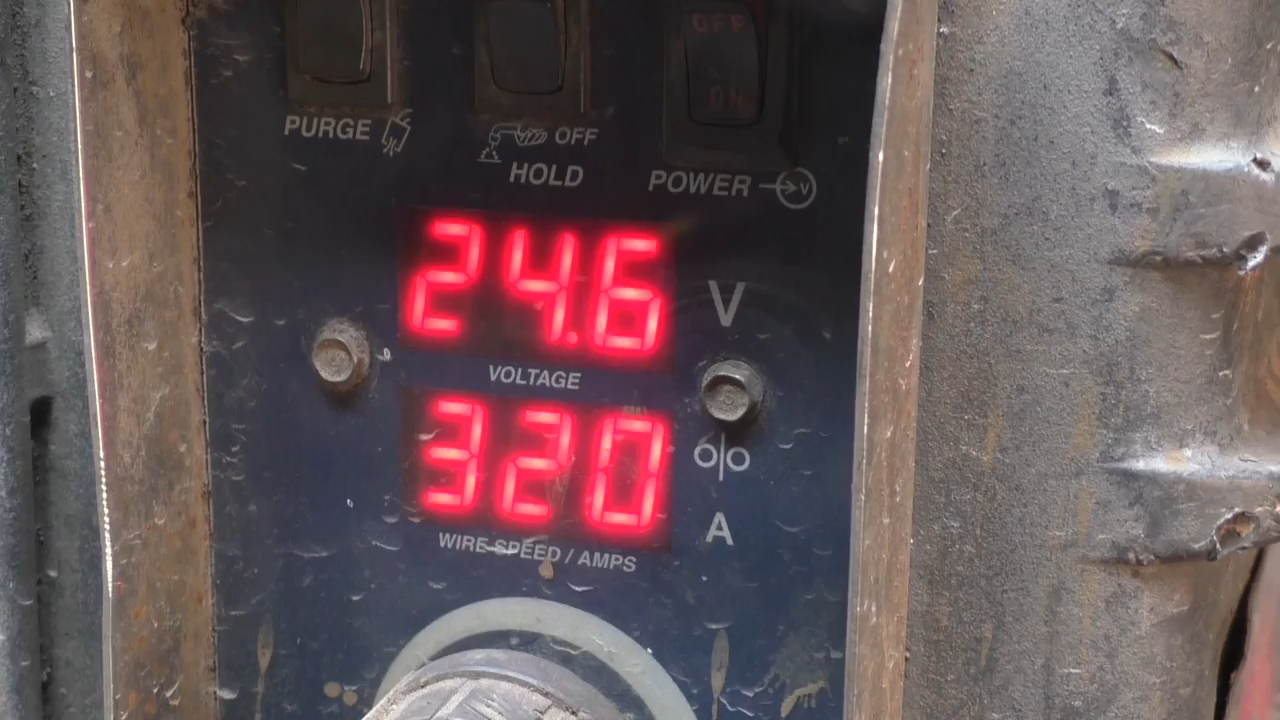 OFF
ON
PURGE
OFF
HOLD
POWER V
24.6
V
VOLTAGE
320
A
WIRE SPEED / AMPS